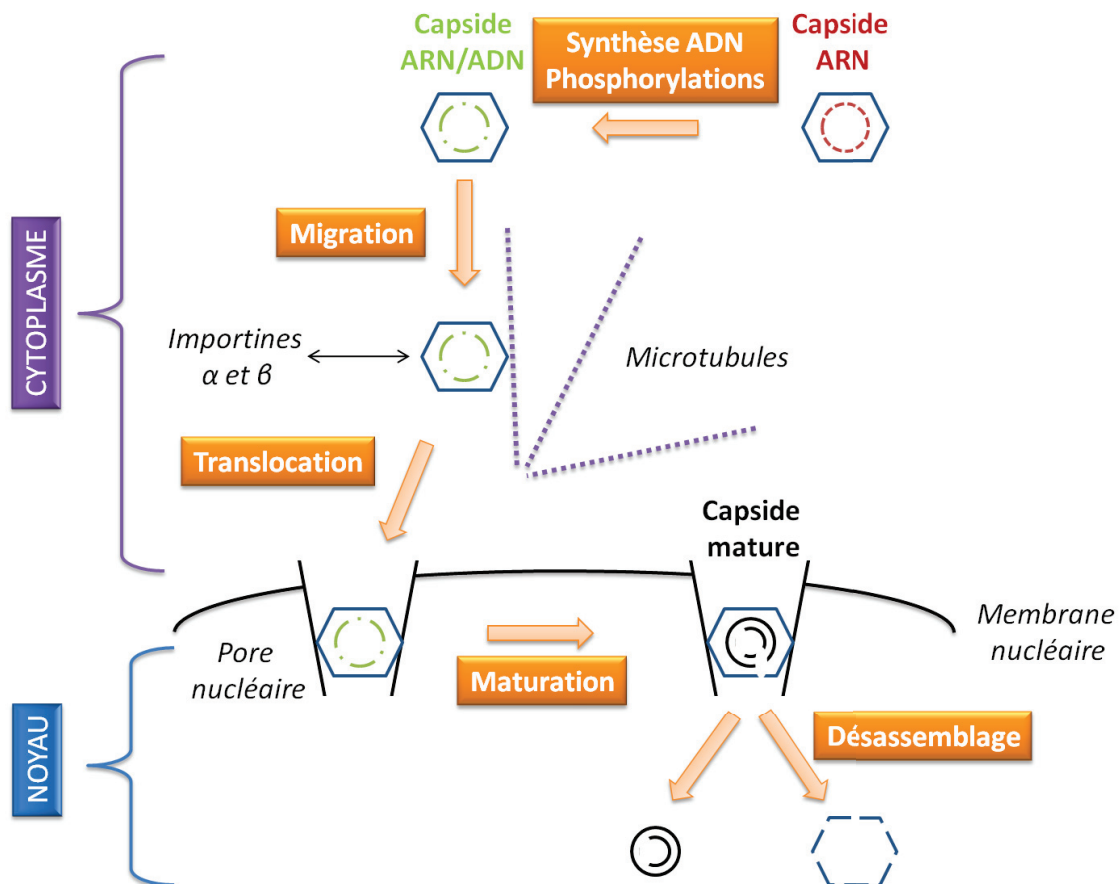 Capside
ARN/ADN
Synthèse ADN
Phosphorylations
Capside
ARN
CYTOPLASME
Migration
Importines
α et β
Microtubules
Translocation
Capside
mature
Pore
nucléaire
Maturation
Membrane
nucléaire
NOYAU
Désassemblage